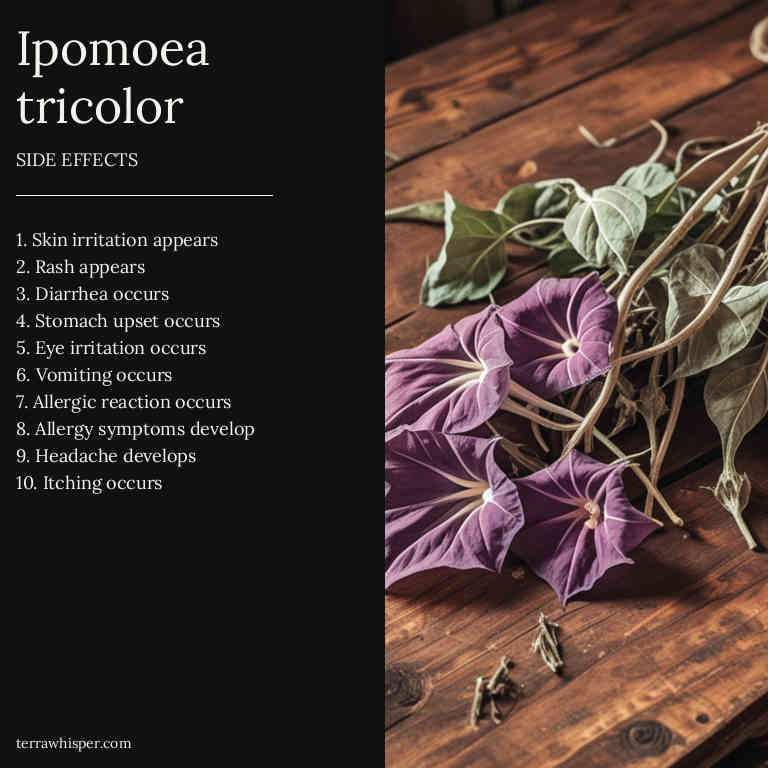 Ipomoea
tricolor
SIDE EFFECTS
1. Skin irritation appears
2. Rash appears
3. Diarrhea occurs
4. Stomach upset occurs
5. Eye irritation occurs
6. Vomiting occurs
7. Allergic reaction occurs
8. Allergy symptoms develop
9. Headache develops
10. Itching occurs
terrawhisper.com